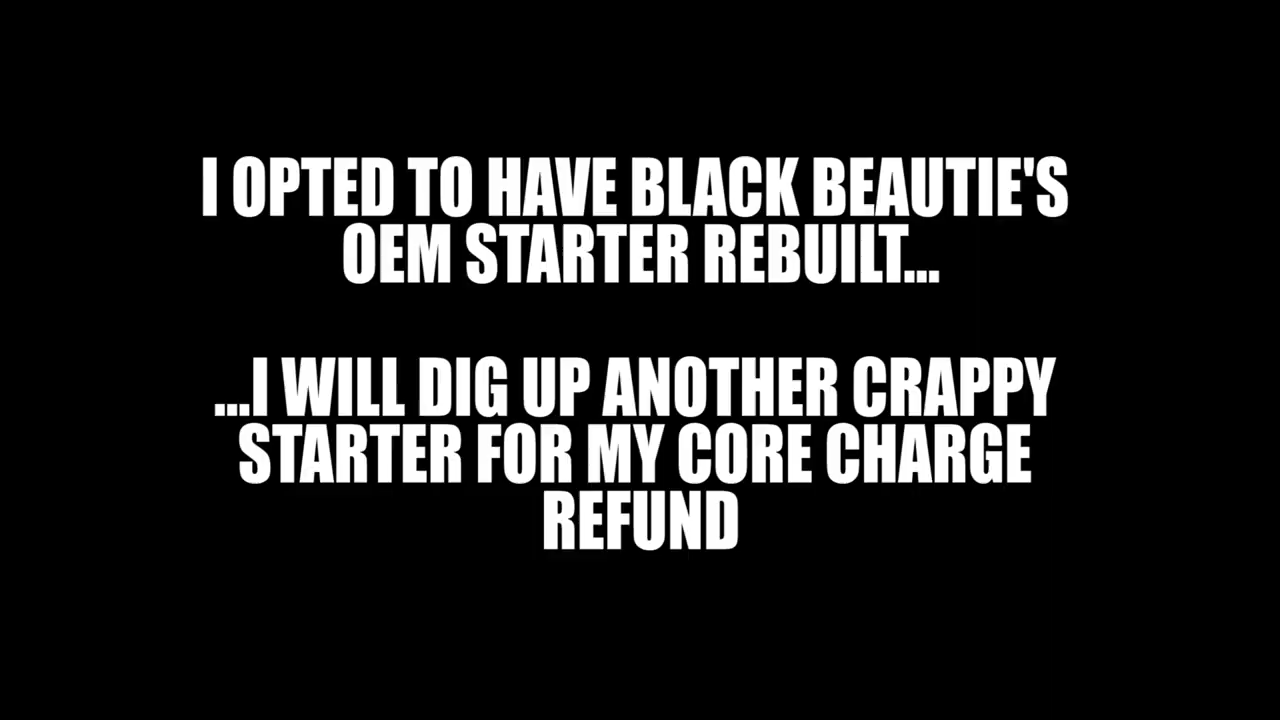 I OPTED TO HAVE BLACK BEAUTIE'S
OEM STARTER REBUILT...
...I WILL DIG UP ANOTHER CRAPPY
STARTER FOR MY CORE CHARGE
REFUND